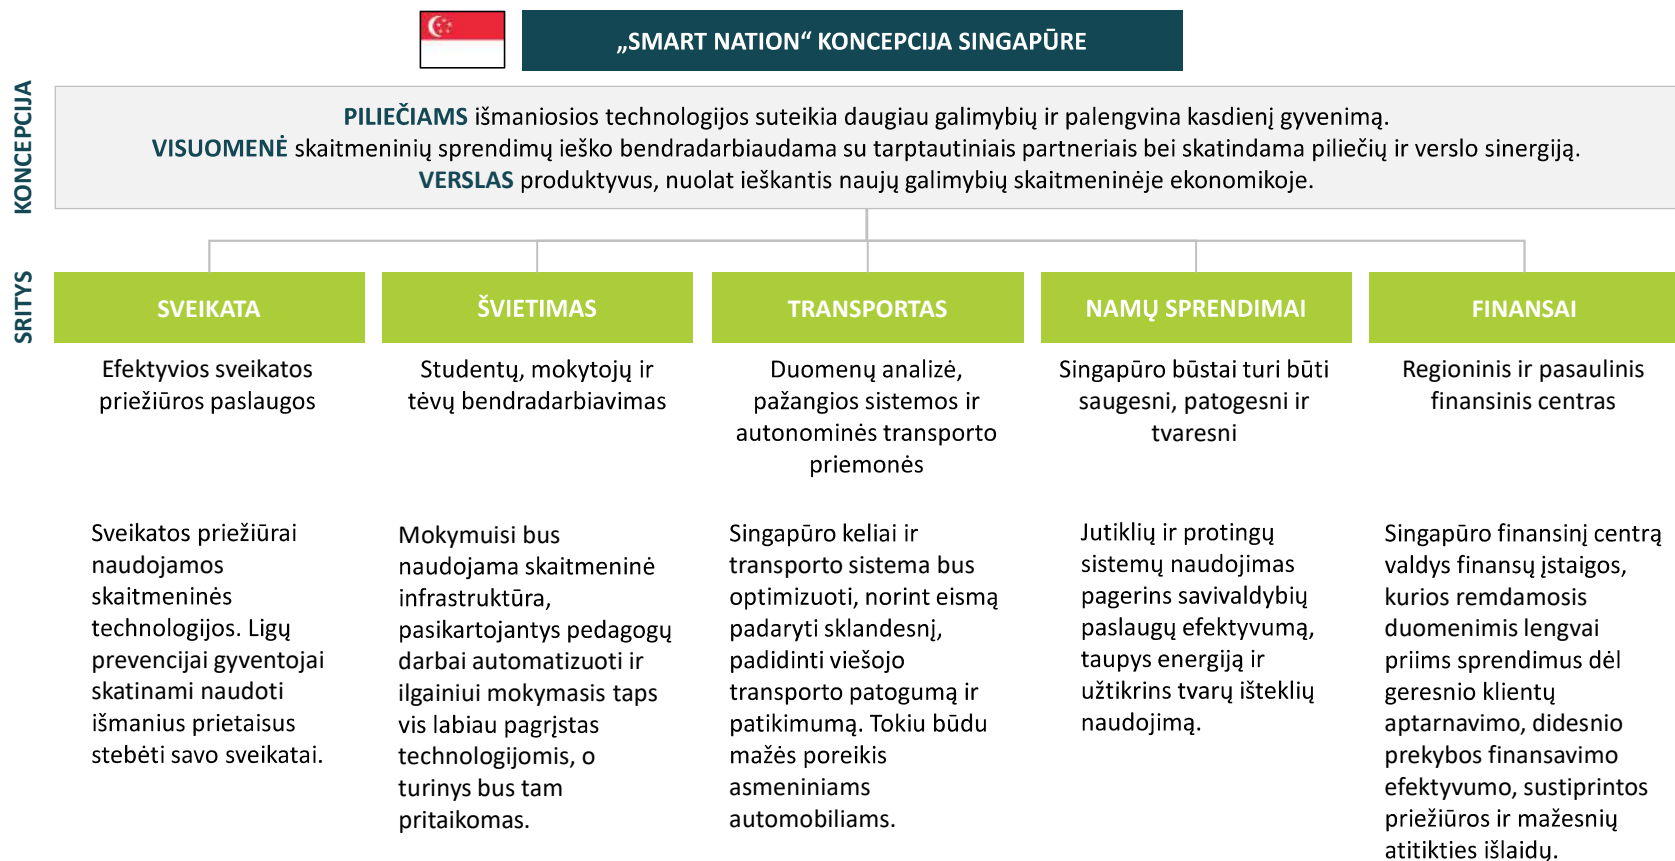 „SMART NATION“ KONCEPCIJA SINGAPŪRE
KONCEPCIJA
PILIEČIAMS išmaniosios technologijos suteikia daugiau galimybių ir palengvina kasdienį gyvenimą.
VISUOMENĖ skaitmeninių sprendimų ieško bendradarbiaudama su tarptautiniais partneriais bei skatindama piliečių ir verslo sinergiją.
VERSLAS produktyvus, nuolat ieškantis naujų galimybių skaitmeninėje ekonomikoje.
SRITYS
SVEIKATA
Efektyvios sveikatos
priežiūros paslaugos
Sveikatos priežiūrai
naudojamos
skaitmeninės
technologijos. Ligų
prevencijai gyventojai
skatinami naudoti
išmanius prietaisus
stebėti savo sveikatai.
ŠVIETIMAS
Studentų, mokytojų ir
tėvų bendradarbiavimas
Mokymuisi bus
naudojama skaitmeninė
infrastruktūra,
pasikartojantys pedagogų
darbai automatizuoti ir
ilgainiui mokymasis taps
vis labiau pagrįstas
technologijomis, o
turinys bus tam
pritaikomas.
TRANSPORTAS
Duomenų analizė,
pažangios sistemos ir
autonominės transporto
priemonės
Singapūro keliai ir
transporto sistema bus
optimizuoti, norint eismą
padaryti sklandesnį,
padidinti viešojo
transporto patogumą ir
patikimumą. Tokiu būdu
mažės poreikis
asmeniniams
automobiliams.
NAMŲ SPRENDIMAI
Singapūro būstai turi būti
saugesni, patogesni ir
tvaresni
Jutiklių ir protingų
sistemų naudojimas
pagerins savivaldybių
paslaugų efektyvumą,
taupys energiją ir
užtikrins tvarų išteklių
naudojimą.
FINANSAI
Regioninis ir pasaulinis
finansinis centras
Singapūro finansinį centrą
valdys finansų įstaigos,
kurios remdamosis
duomenimis lengvai
priims sprendimus dėl
geresnio klientų
aptarnavimo, didesnio
prekybos finansavimo
efektyvumo, sustiprintos
priežiūros ir mažesnių
atitikties išlaidų.